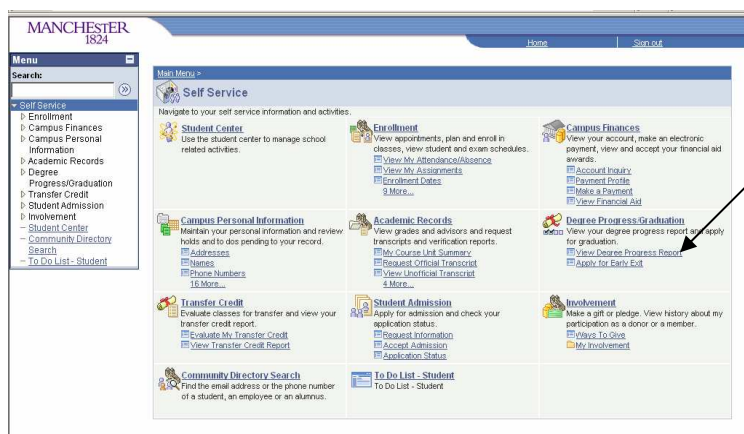 MANCHESTER
1824
Home
Sign out
Menu
Search:
Self Service
Enrollment
Campus Finances
Campus Personal
Information
Academic Records
Degree
Progress/Graduation
Transfer Credit
Student Admission
Involvement
Student Center
Community Directory
Search
To Do List - Student
Main Menu >
Self Service
Navigate to your self service information and activities.
Student Center
Use the student center to manage school
related activities.
Enrollment
View appointments, plan and enroll in
classes, view student and exam schedules.
View My Attendance/Absence
View My Assignments
Enrollment Dates
9 More...
Campus Finances
View your account, make an electronic
payment, view and accept your financial aid
awards.
Account Inquiry
Payment Profile
Make a Payment
View Financial Aid
Campus Personal Information
Maintain your personal information and review
holds and to dos pending to your record.
Addresses
Names
Phone Numbers
16 More...
Academic Records
View grades and advisors and request
transcripts and verification reports.
My Course Unit Summary
Request Official Transcript
View Unofficial Transcript
4 More...
Degree Progress/Graduation
View your degree progress report and apply
for graduation.
View Degree Progress Report
Apply for Early Exit
Transfer Credit
Evaluate classes for transfer and view your
transfer credit report.
Evaluate My Transfer Credit
View Transfer Credit Report
Student Admission
Apply for admission and check your
application status.
Request Information
Accept Admission
Application Status
Involvement
Make a gift or pledge. View history about my
participation as a donor or a member.
Ways To Give
My Involvement
Community Directory Search
Find the email address or the phone number
of a student, an employee or an alumnus.
To Do List - Student
To Do List - Student